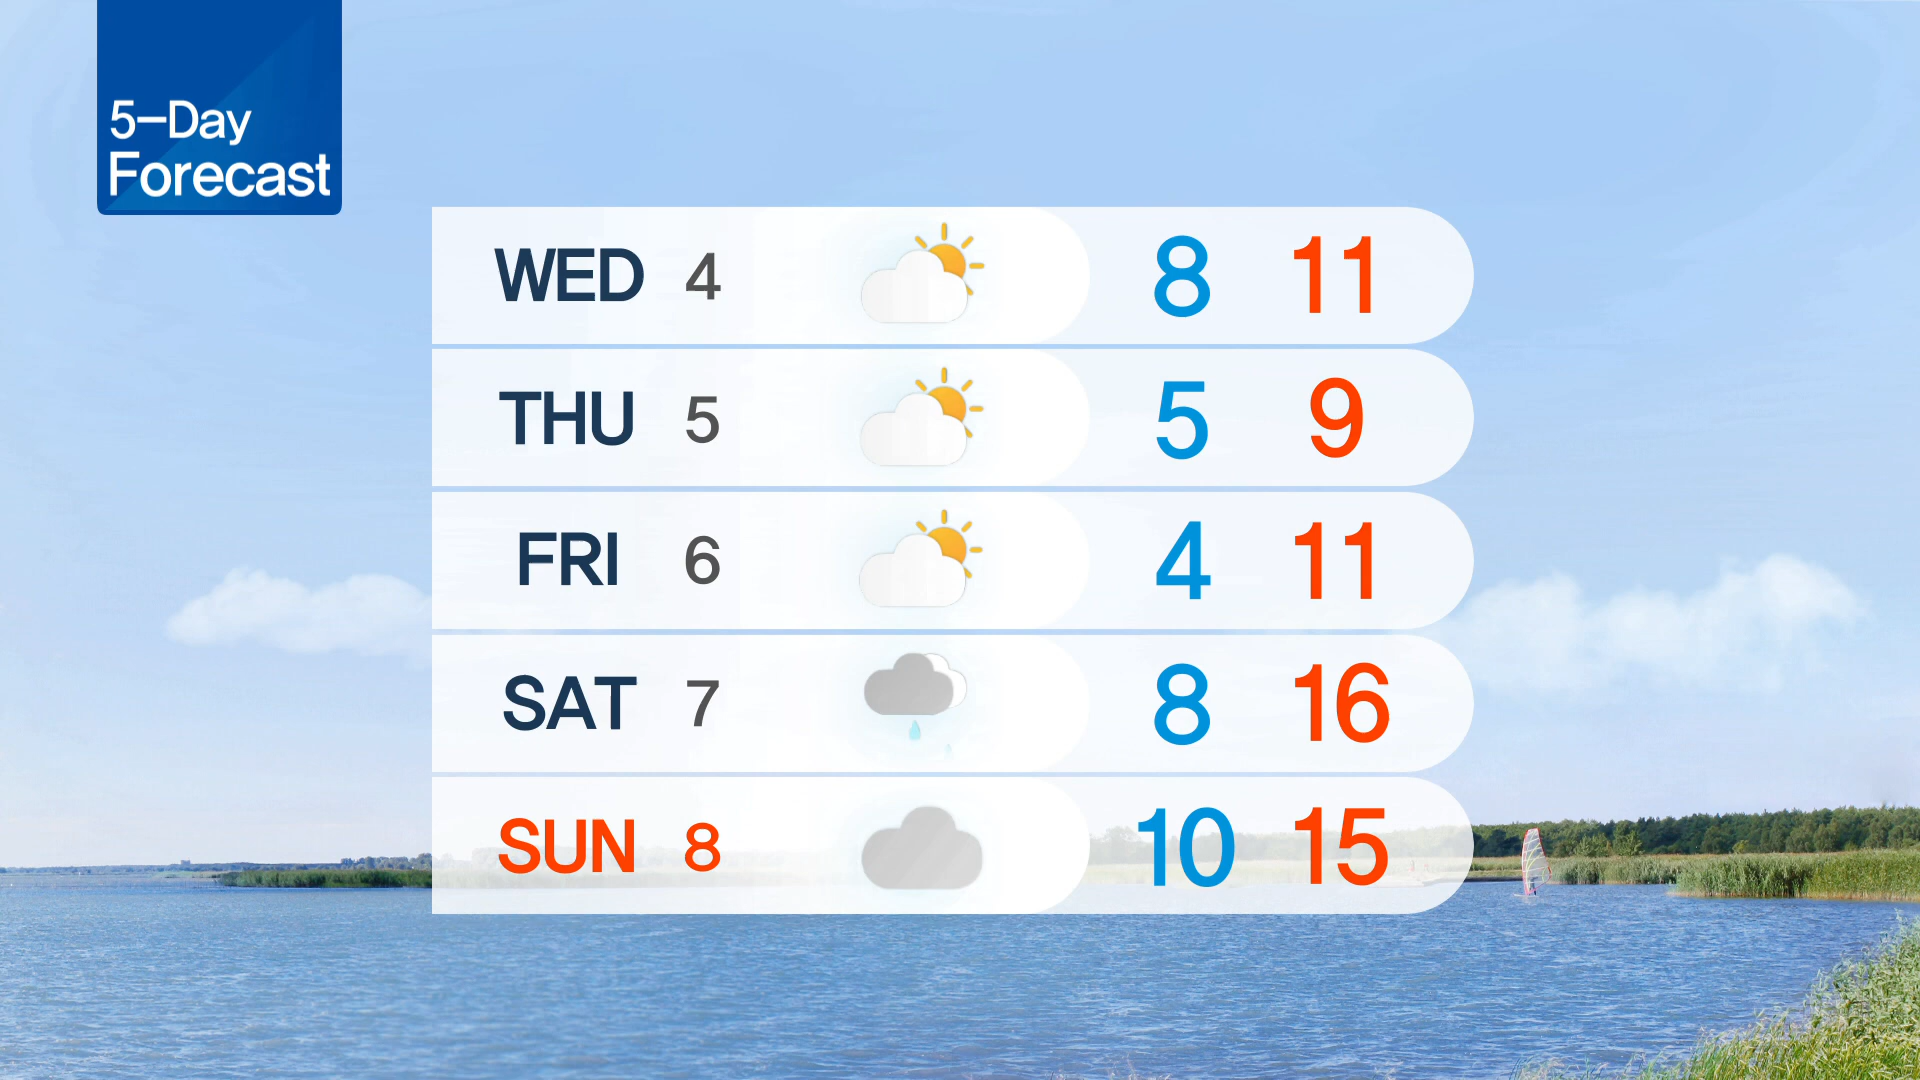 5-Day
Forecast
WED 4 8 11
THU 5 5 9
FRI 6 4 11
SAT 7 8 16
SUN 8 10 15